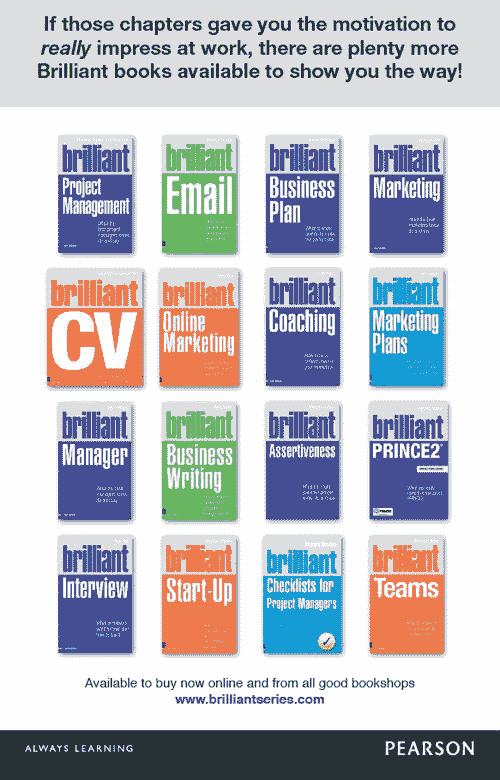 If those chapters gave you the motivation to
really impress at work, there are plenty more
Brilliant books available to show you the way!
brilliant
Project
Management
brilliant
Email
brilliant
Business
Plan
brilliant
Marketing
brilliant
CV
brilliant
Online
Marketing
brilliant
Coaching
brilliant
Marketing
Plans
brilliant
Manager
brilliant
Business
Writing
brilliant
Assertiveness
brilliant
PRINCE2
brilliant
Interview
brilliant
Start-Up
brilliant
Checklists for
Project Managers
brilliant
Teams
Available to buy now online and from all good bookshops
www.brilliantseries.com
ALWAYS LEARNING
PEARSON